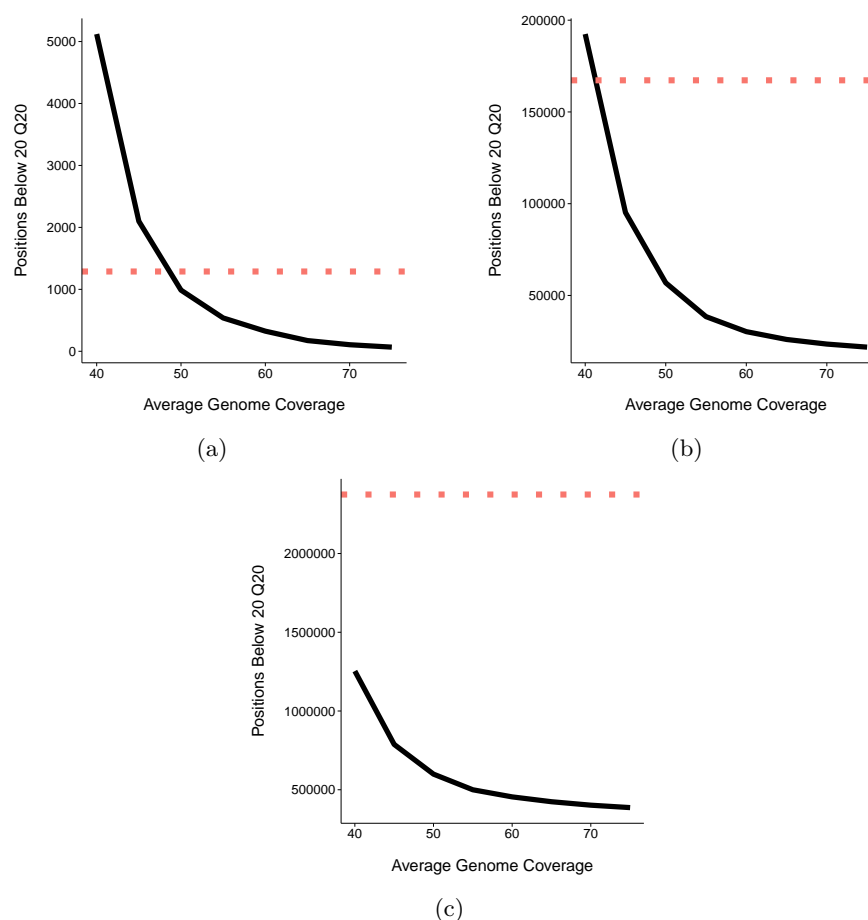 Positions Below 20 Q20
5000
4000
3000
2000
1000
0
40 50 60 70
Average Genome Coverage
(a)
Positions Below 20 Q20
200000
150000
100000
50000
40 50 60 70
Average Genome Coverage
(b)
Positions Below 20 Q20
2000000
1500000
1000000
500000
40 50 60 70
Average Genome Coverage
(c)